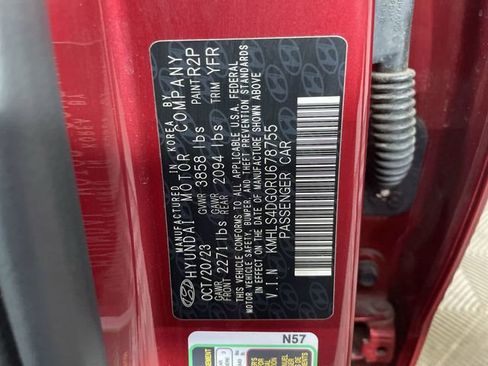 MANUFACTURED IN KOREA BY
HYUNDAI MOTOR COMPANY
OCT/20/23 GVWR 3858 lbs PAINT R2P
GAWR FRONT 2271 lbs GAWR REAR 2094 lbs TRIM YFR
THIS VEHICLE CONFORMS TO ALL APPLICABLE U.S.A. FEDERAL
MOTOR VEHICLE SAFETY, BUMPER, AND THEFT PREVENTION STANDARDS
IN EFFECT ON THE DATE OF MANUFACTURE SHOWN ABOVE.
V.I.N KMHLS4DG0RU678755
PASSENGER CAR
N57